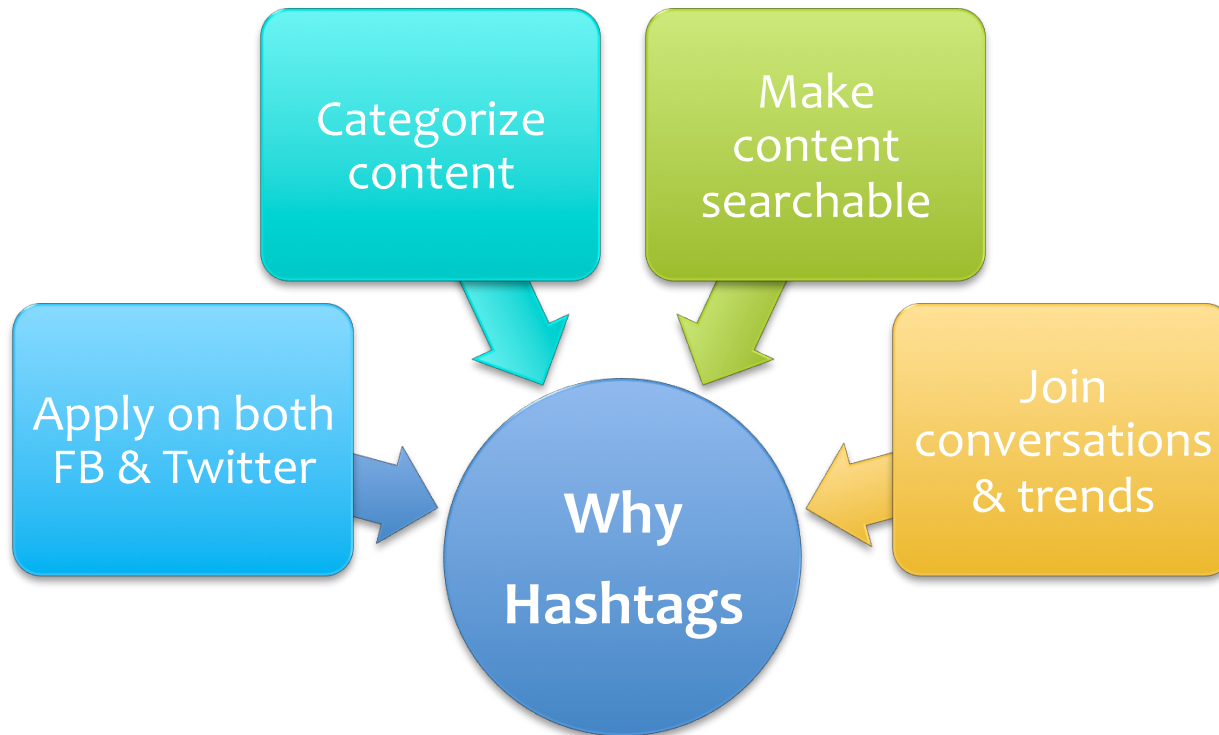 Categorize
content
Make
content
searchable
Apply on both
FB & Twitter
Join
conversations
& trends
Why
Hashtags